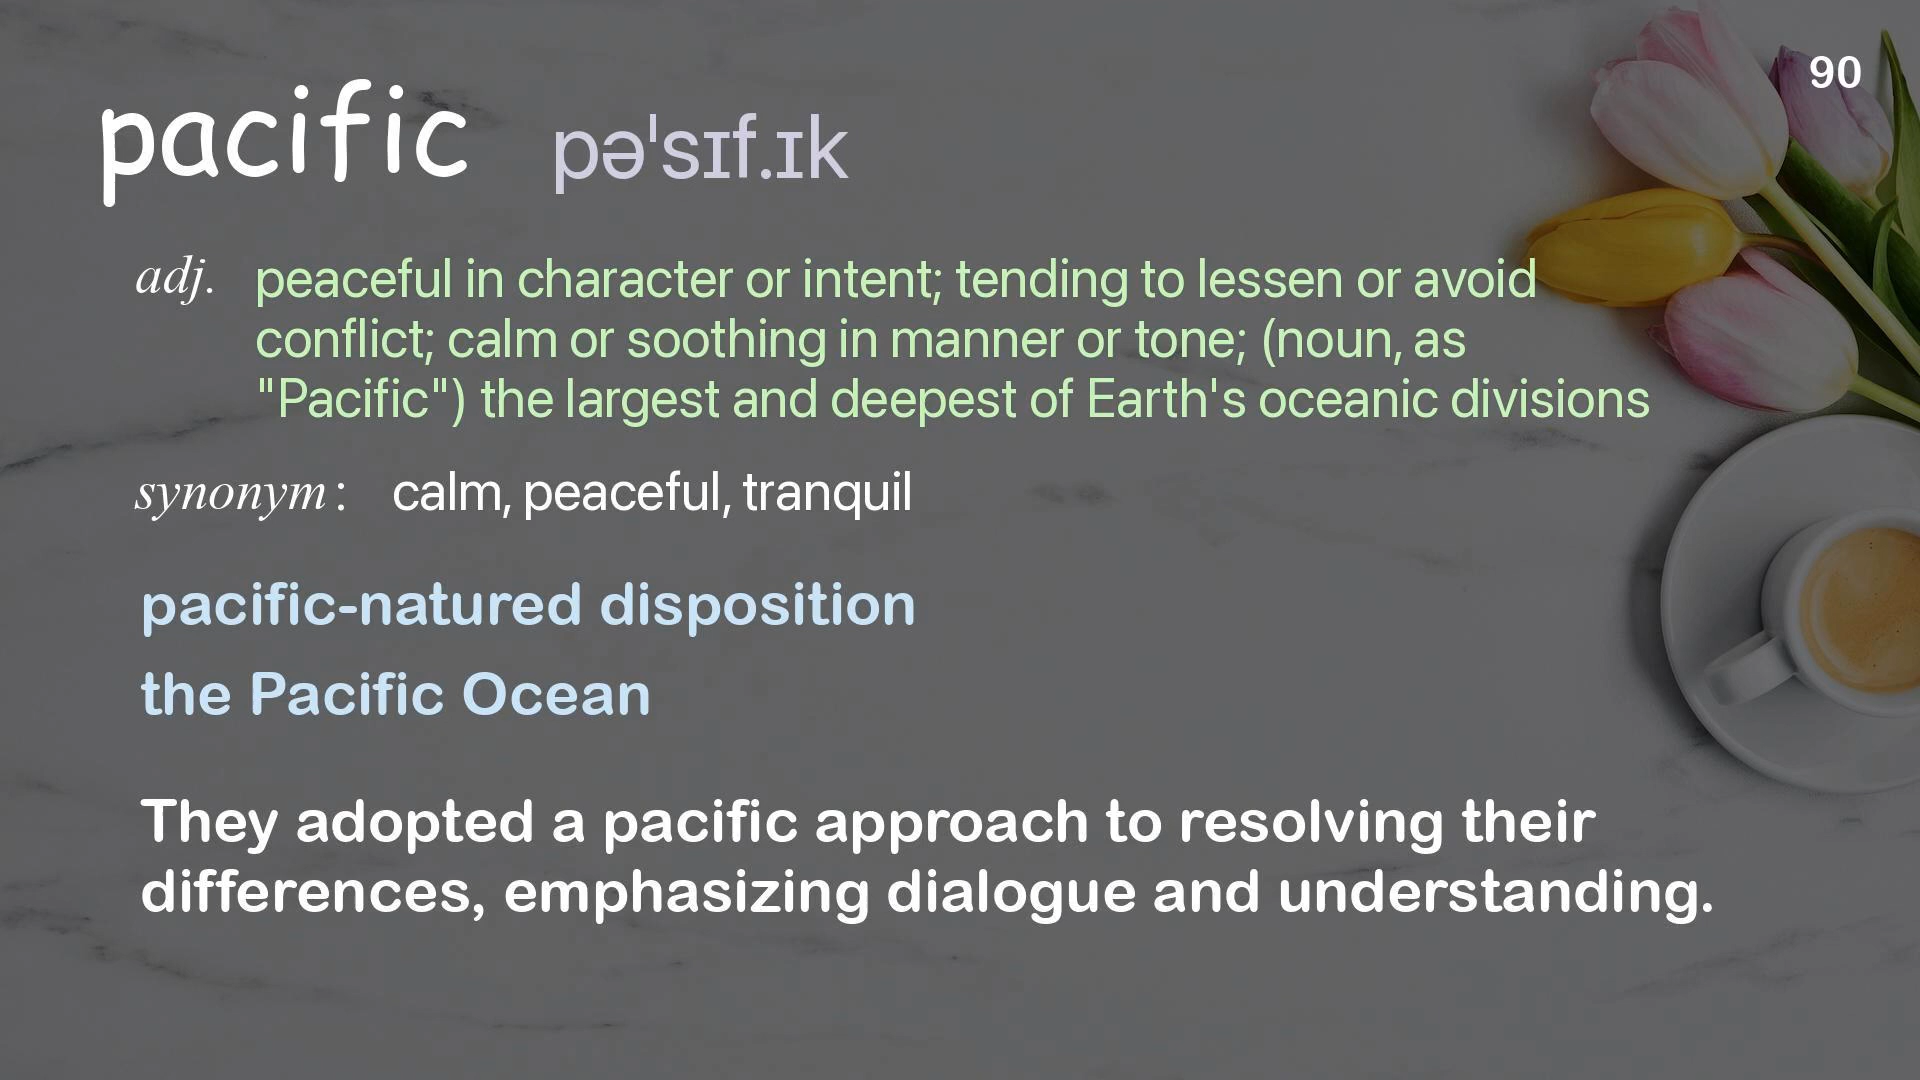 90
pacific pəˈsɪf.ɪk
adj. peaceful in character or intent; tending to lessen or avoid
conflict; calm or soothing in manner or tone; (noun, as
"Pacific") the largest and deepest of Earth's oceanic divisions
synonym: calm, peaceful, tranquil
pacific-natured disposition
the Pacific Ocean
They adopted a pacific approach to resolving their
differences, emphasizing dialogue and understanding.